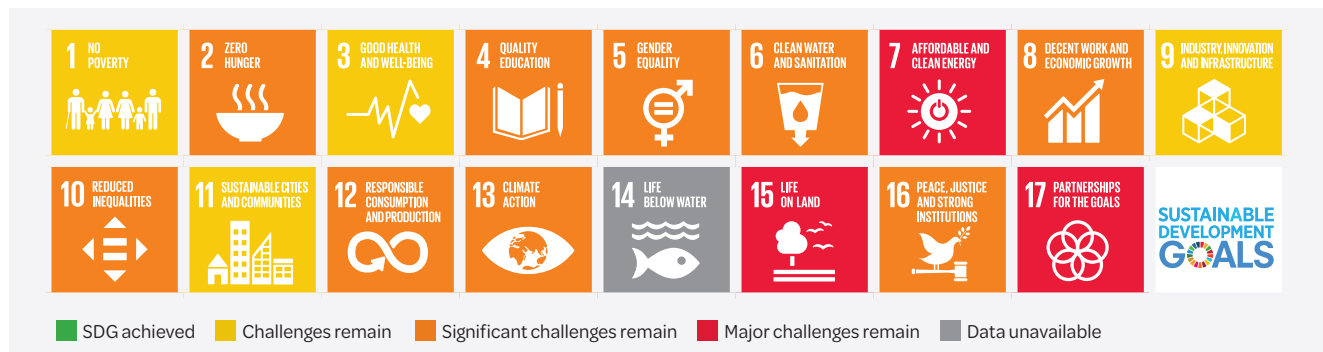 1 NO POVERTY
2 ZERO HUNGER
3 GOOD HEALTH AND WELL-BEING
4 QUALITY EDUCATION
5 GENDER EQUALITY
6 CLEAN WATER AND SANITATION
7 AFFORDABLE AND CLEAN ENERGY
8 DECENT WORK AND ECONOMIC GROWTH
9 INDUSTRY, INNOVATION AND INFRASTRUCTURE
10 REDUCED INEQUALITIES
11 SUSTAINABLE CITIES AND COMMUNITIES
12 RESPONSIBLE CONSUMPTION AND PRODUCTION
13 CLIMATE ACTION
14 LIFE BELOW WATER
15 LIFE ON LAND
16 PEACE, JUSTICE AND STRONG INSTITUTIONS
17 PARTNERSHIPS FOR THE GOALS
SUSTAINABLE
DEVELOPMENT
GOALS
SDG achieved
Challenges remain
Significant challenges remain
Major challenges remain
Data unavailable